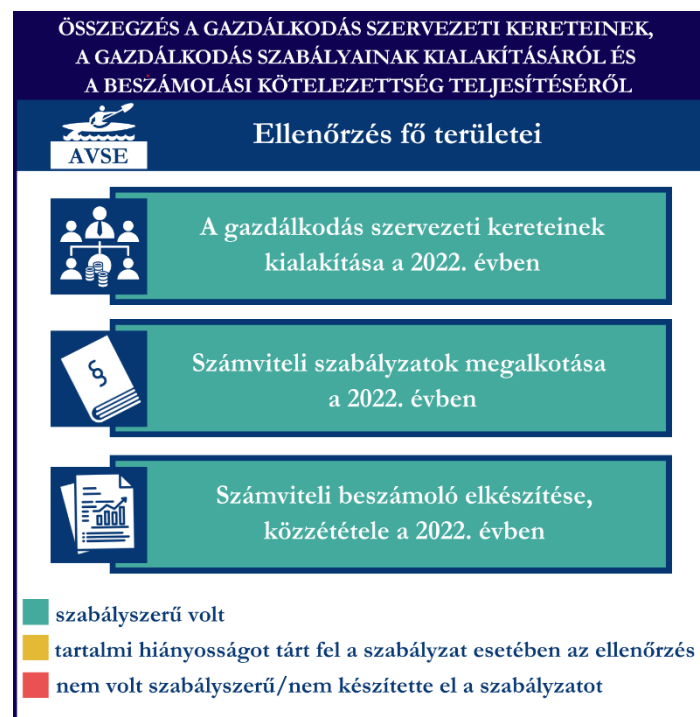 ÖSSZEGZÉS A GAZDÁLKODÁS SZERVEZETI KERETEINEK,
A GAZDÁLKODÁS SZABÁLYAINAK KIALAKÍTÁSÁRÓL ÉS
A BESZÁMOLÁSI KÖTELEZETTSÉG TELJESÍTÉSÉRŐL
AVSE
Ellenőrzés fő területei
A gazdálkodás szervezeti kereteinek
kialakítása a 2022. évben
§
Számviteli szabályzatok megalkotása
a 2022. évben
Számviteli beszámoló elkészítése,
közzététele a 2022. évben
szabályszerű volt
tartalmi hiányosságot tárt fel a szabályzat esetében az ellenőrzés
nem volt szabályszerű/nem készítette el a szabályzatot